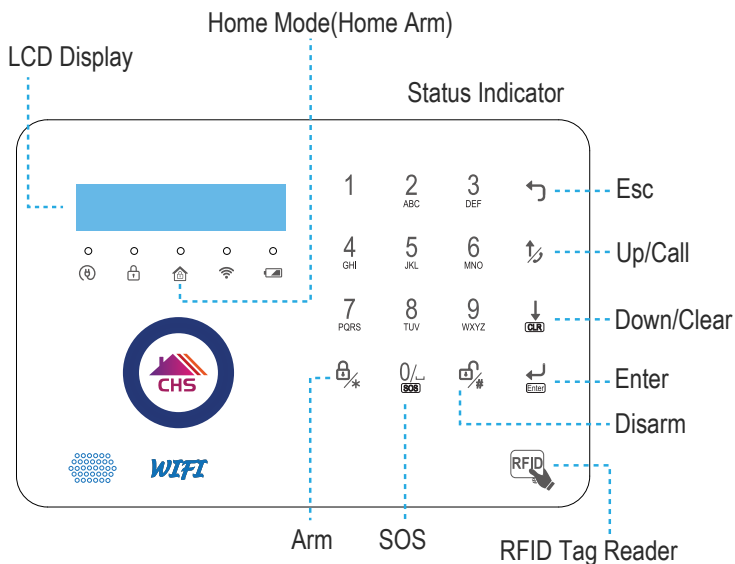 Home Mode(Home Arm)
LCD Display
Status Indicator
1 2 3
ABC DEF
Esc
4 5 6
GHI JKL MNO
Up/Call
7 8 9
PQRS TUV WXYZ
CLR
Down/Clear
CHS
/* 0/⎵ /#
SOS
Enter
Enter
Disarm
WIFI
RFID
Arm SOS
RFID Tag Reader